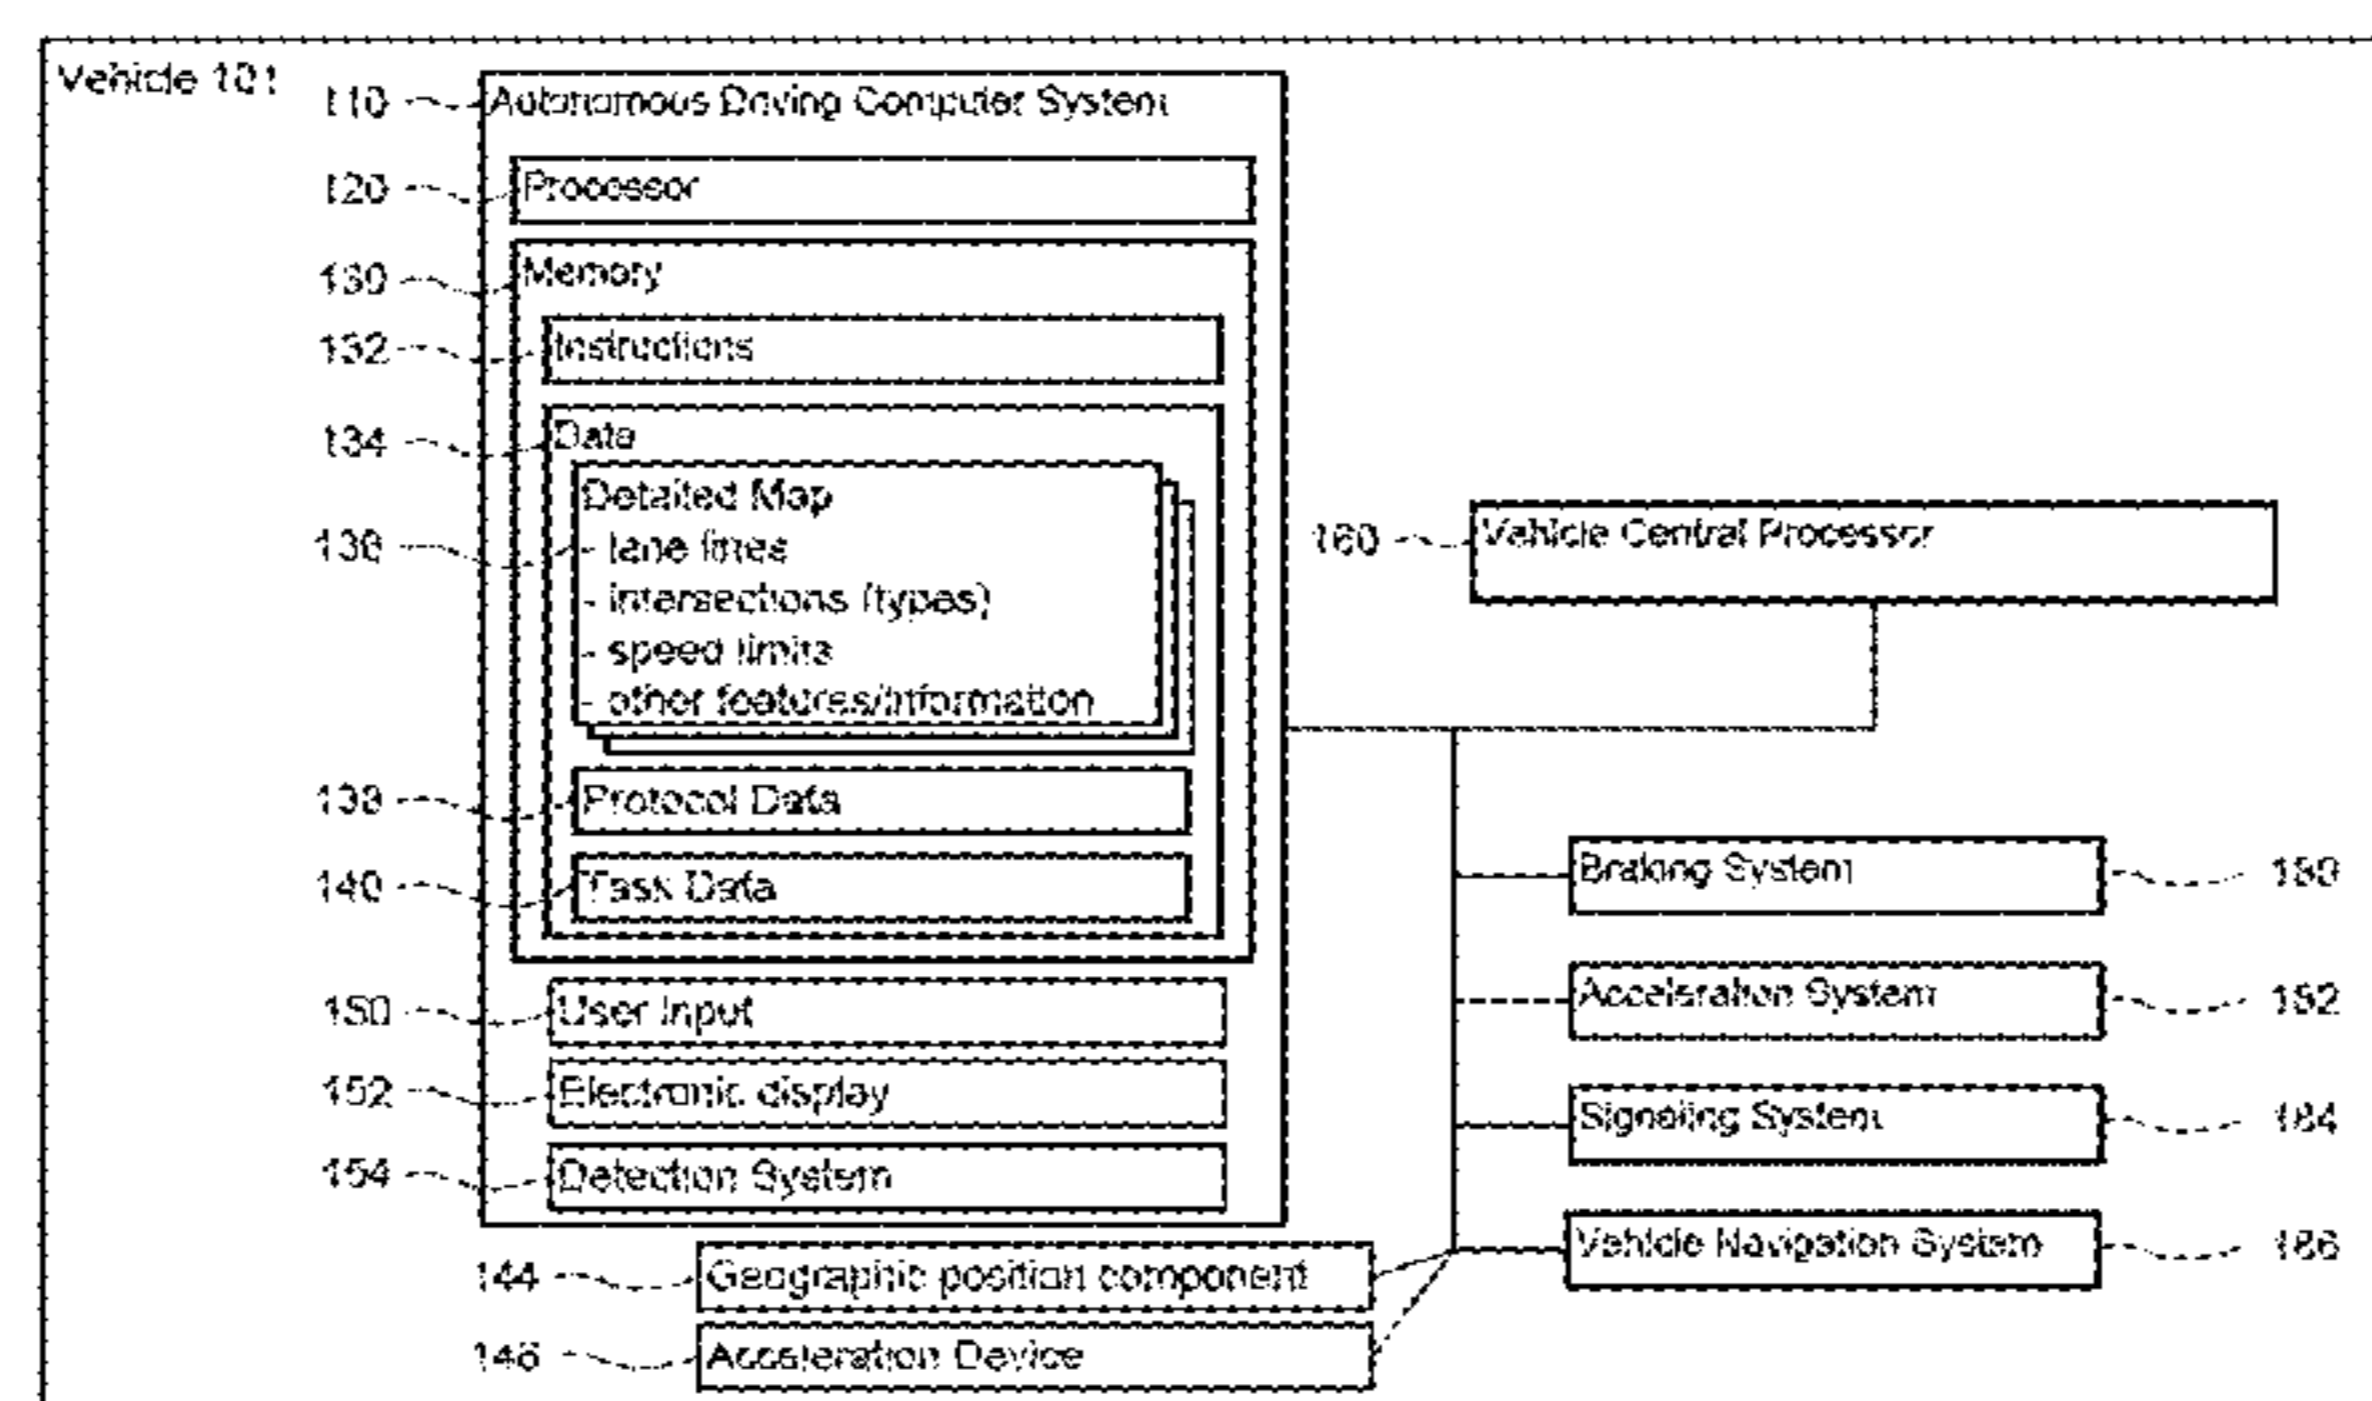 Vehicle 101
110 Autonomous Driving Computer System
120 Processor
130 Memory
132 Instructions
134 Data
Detailed Map
136 - lane lines
- intersections (types)
- speed limits
- other features/information
138 Protocol Data
140 Task Data
150 User Input
152 Electronic display
154 Detection System
144 Geographic position component
146 Acceleration Device
160 Vehicle Central Processor
Braking System 180
Acceleration System 182
Signaling System 184
Vehicle Navigation System 186